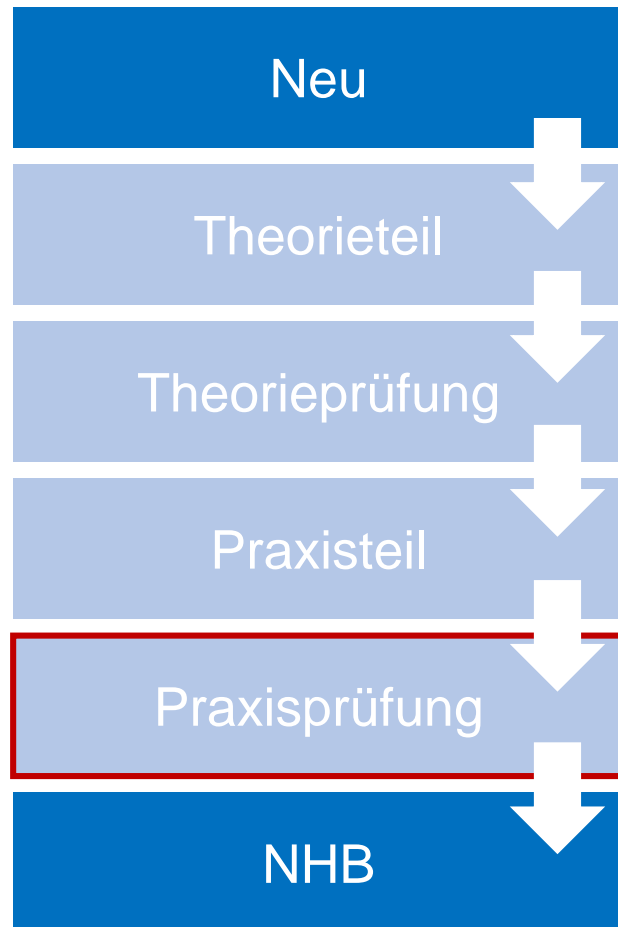 Neu
Theorieteil
Theorieprüfung
Praxisteil
Praxisprüfung
NHB